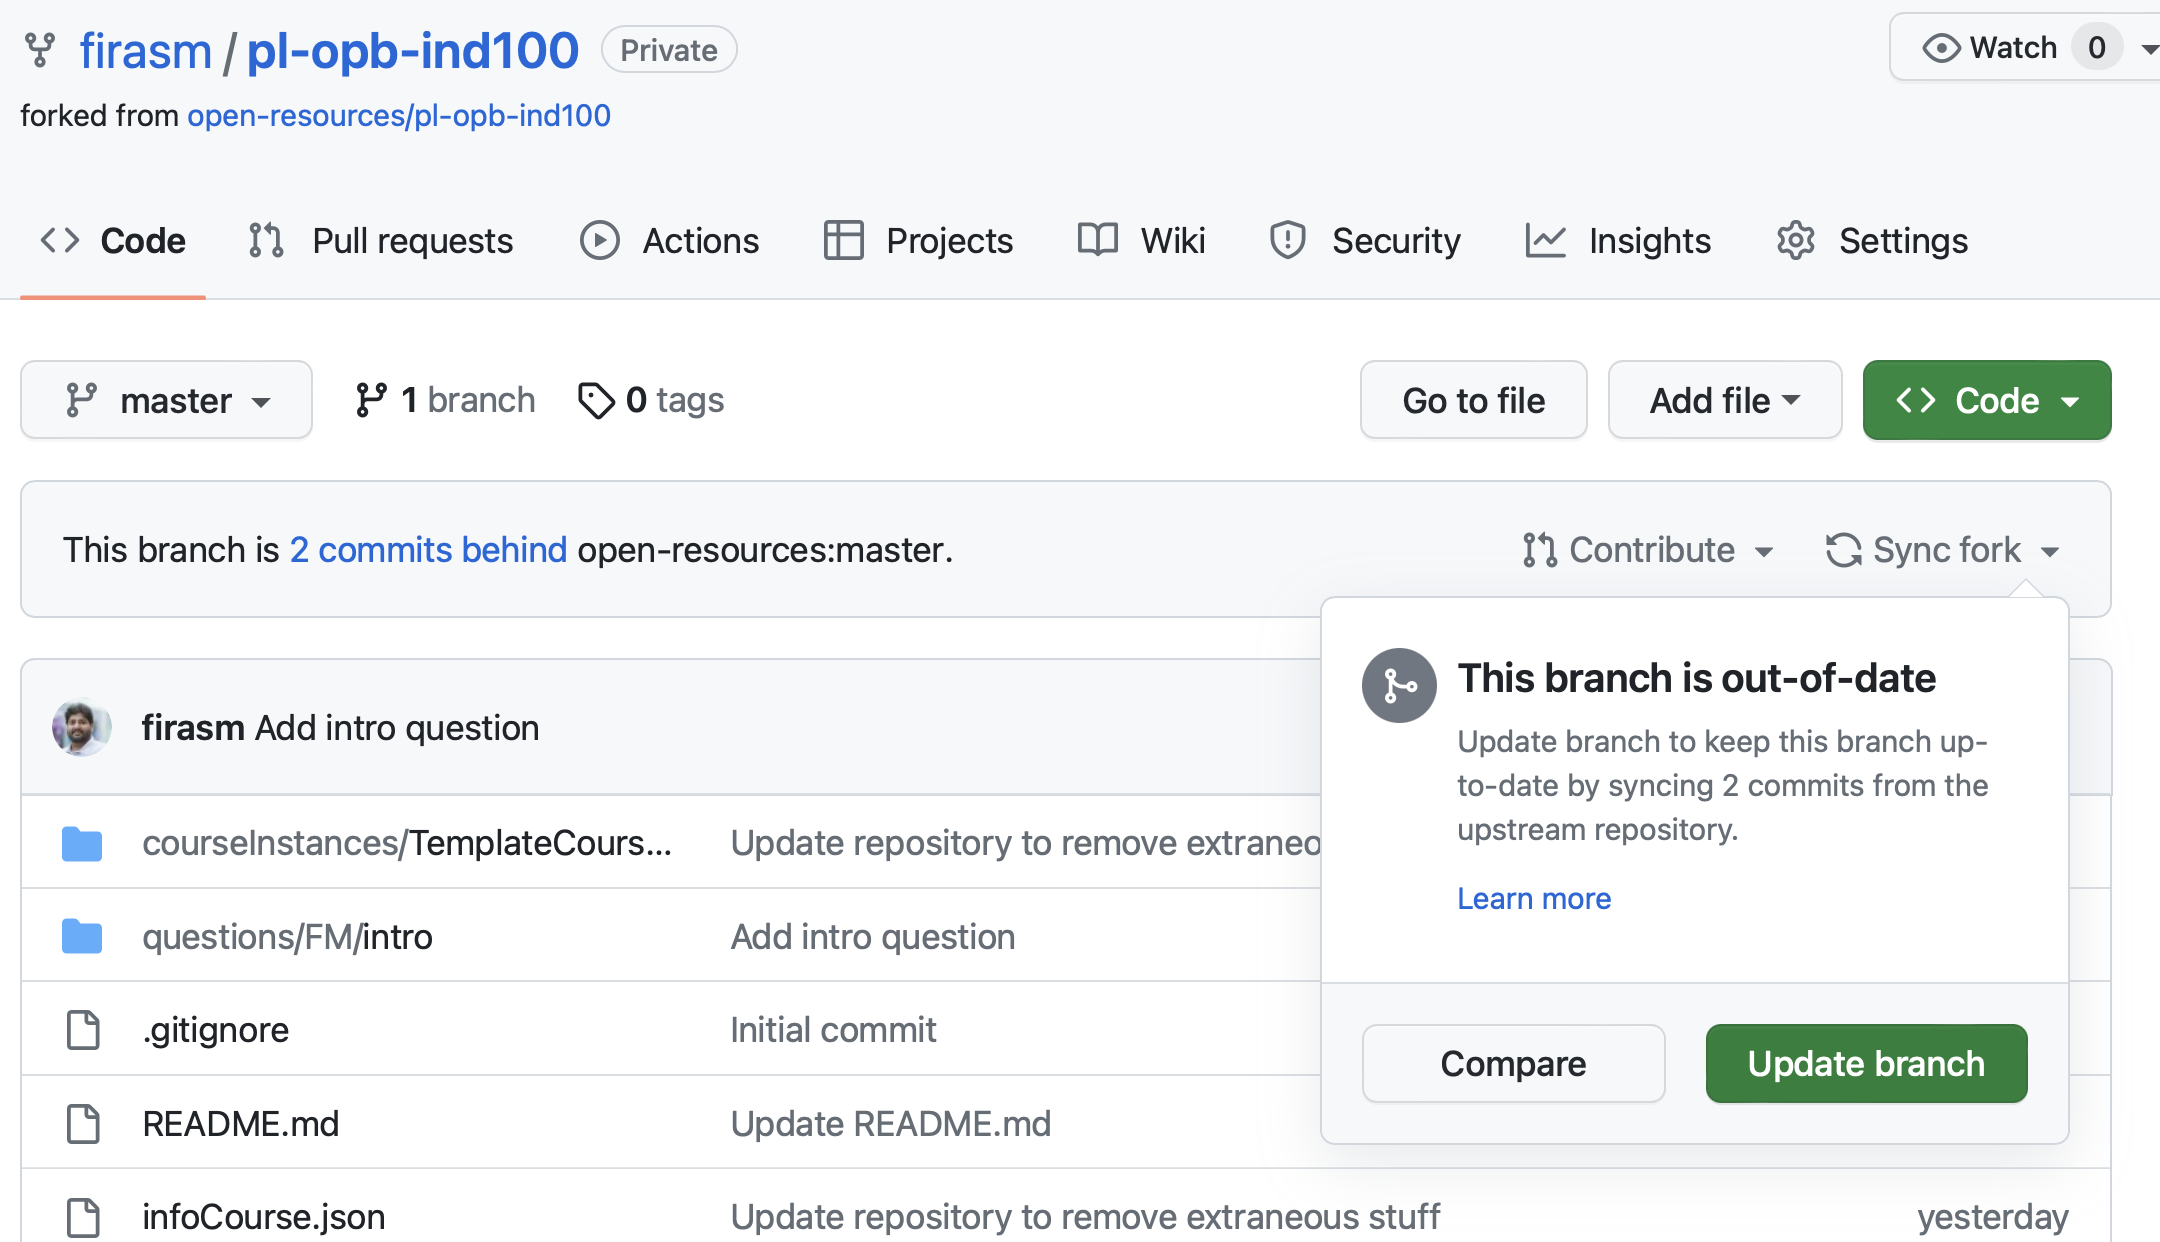 firasm / pl-opb-ind100 Private Watch 0
forked from open-resources/pl-opb-ind100
Code Pull requests Actions Projects Wiki Security Insights Settings
master 1 branch 0 tags Go to file Add file Code
This branch is 2 commits behind open-resources:master. Contribute Sync fork
This branch is out-of-date
Update branch to keep this branch up-
to-date by syncing 2 commits from the
upstream repository.
Learn more
Compare Update branch
firasm Add intro question
courseInstances/TemplateCours... Update repository to remove extraneo
questions/FM/intro Add intro question
.gitignore Initial commit
README.md Update README.md
infoCourse.json Update repository to remove extraneous stuff yesterday